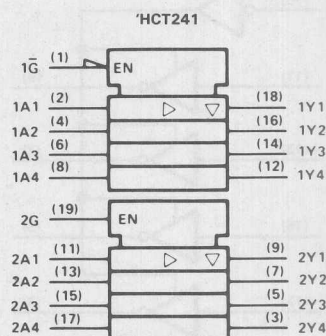 'HCT241
1G̅ (1) EN
1A1 (2) (18) 1Y1
1A2 (4) (16) 1Y2
1A3 (6) (14) 1Y3
1A4 (8) (12) 1Y4
2G (19) EN
2A1 (11) (9) 2Y1
2A2 (13) (7) 2Y2
2A3 (15) (5) 2Y3
2A4 (17) (3) 2Y4